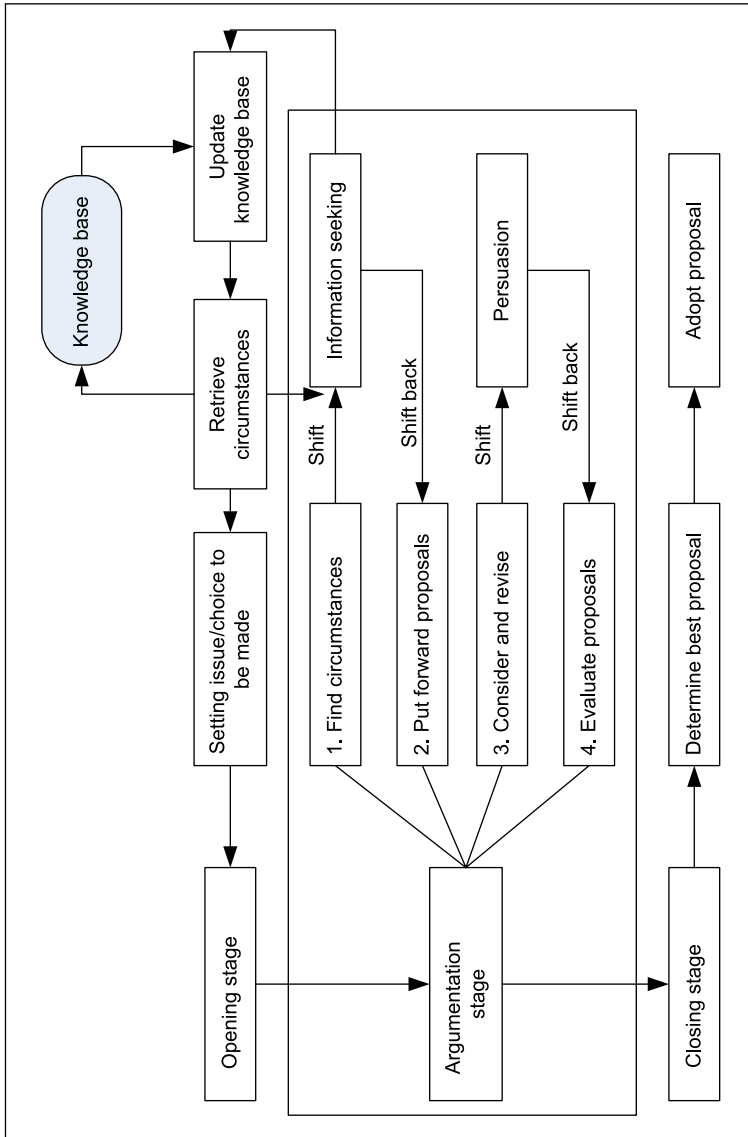 Knowledge base
Opening stage
Setting issue/choice to
be made
Retrieve
circumstances
Update
knowledge base
Argumentation
stage
1. Find circumstances
Shift
Information seeking
Shift back
2. Put forward proposals
3. Consider and revise
Shift
Persuasion
Shift back
4. Evaluate proposals
Closing stage
Determine best proposal
Adopt proposal